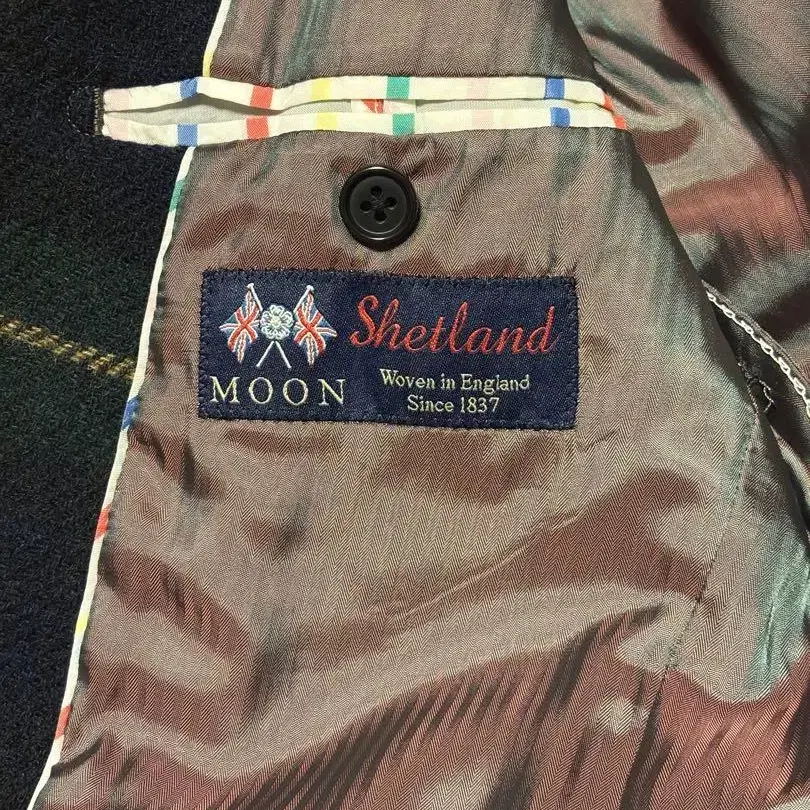 Shetland
MOON
Woven in England
Since 1837